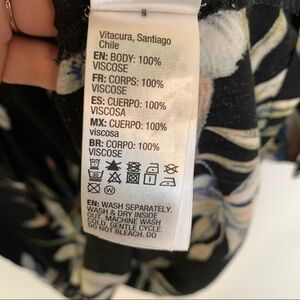 Vitacura, Santiago
Chile
EN: BODY: 100%
VISCOSE
FR: CORPS: 100%
VISCOSE
ES: CUERPO: 100%
VISCOSA
MX: CUERPO: 100%
viscosa
BR: CORPO: 100%
VISCOSE
EN: WASH SEPARATELY.
WASH & DRY INSIDE
OUT. MACHINE WASH
COLD, GENTLE CYCLE.
DO NOT BLEACH. DO